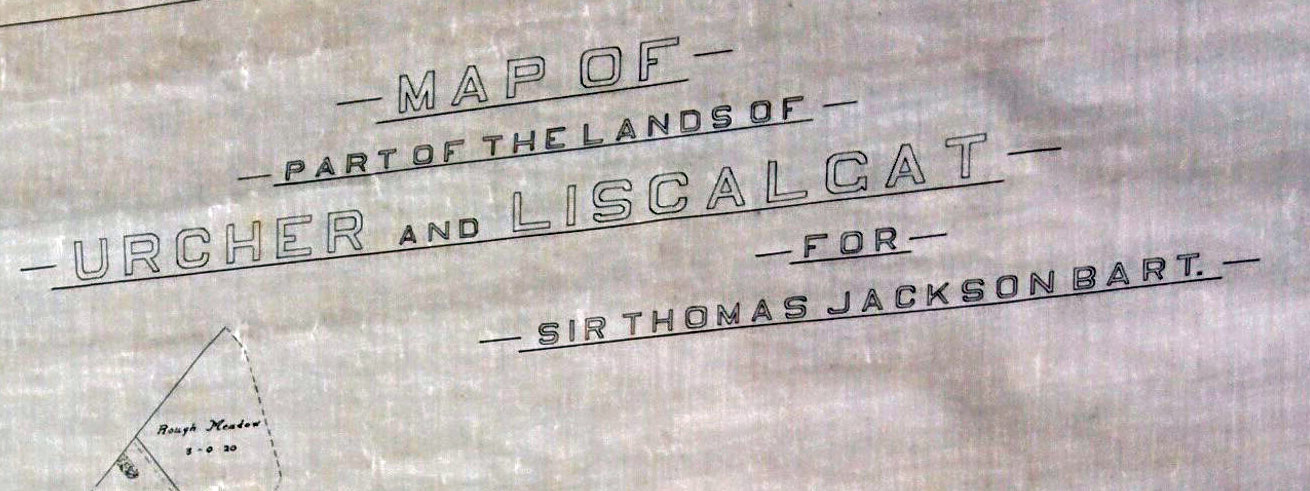 — MAP OF —
— PART OF THE LANDS OF —
— URCHER AND LISCALGAT —
— FOR —
— SIR THOMAS JACKSON BART. —
Rough Meadow
3 - 0 20